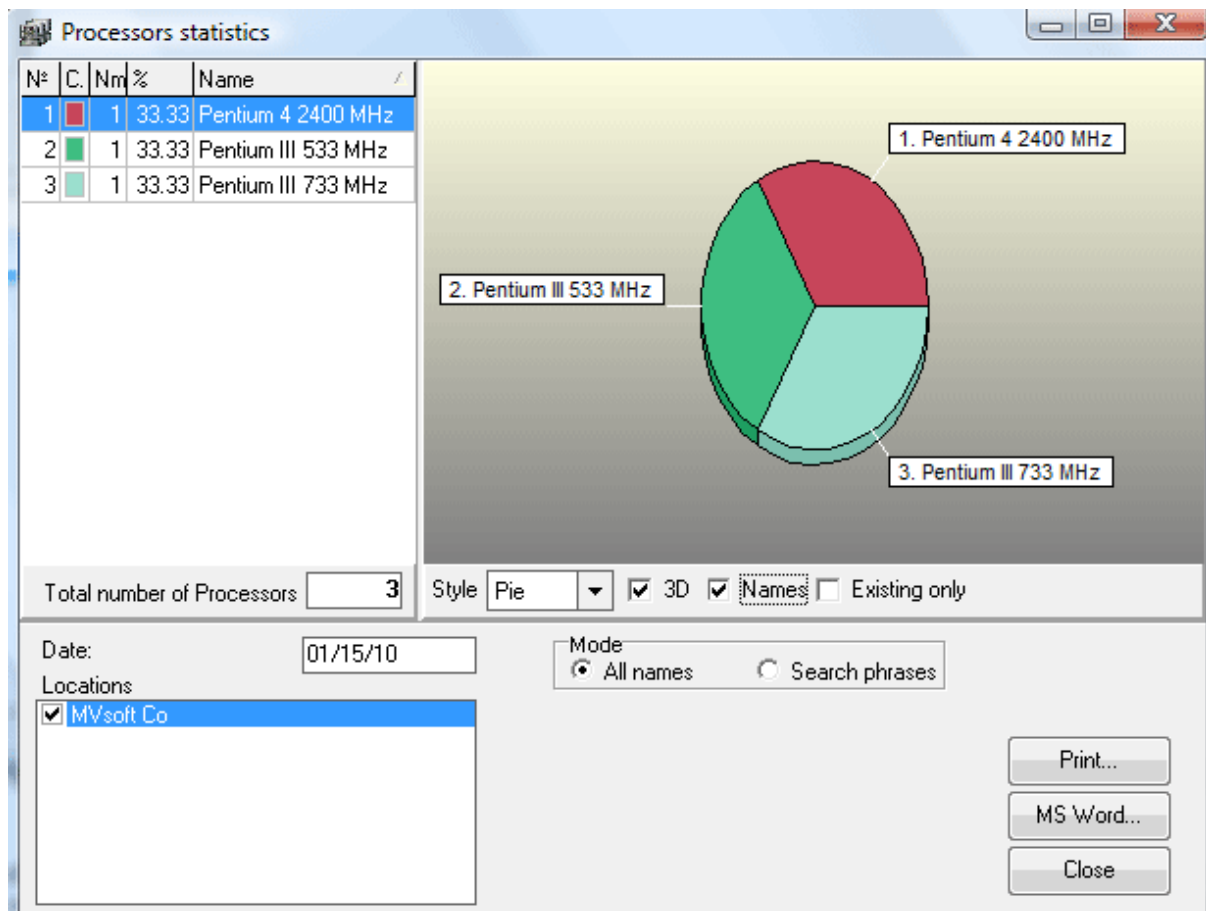 Processors statistics
Nº C. Nm % Name
1 1 33.33 Pentium 4 2400 MHz
2 1 33.33 Pentium III 533 MHz
3 1 33.33 Pentium III 733 MHz
1. Pentium 4 2400 MHz
2. Pentium III 533 MHz
3. Pentium III 733 MHz
Total number of Processors 3
Style Pie 3D Names Existing only
Date: 01/15/10
Mode
All names Search phrases
Locations
MVsoft Co
Print...
MS Word...
Close